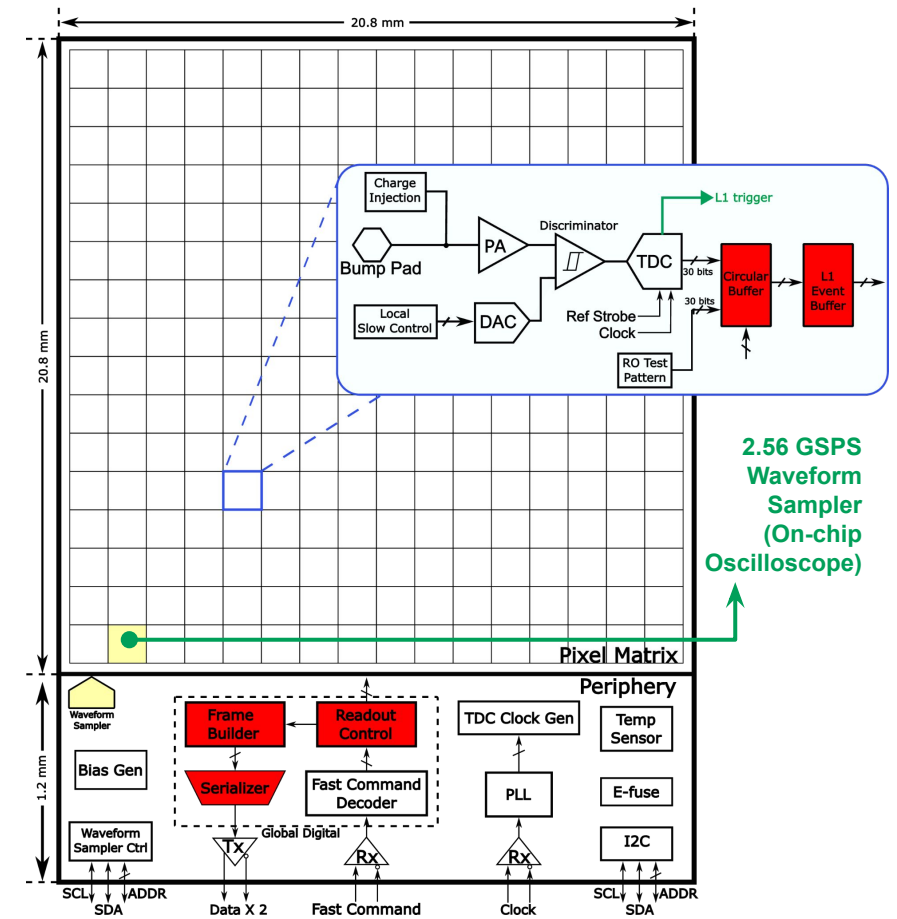 20.8 mm
20.8 mm
Charge
Injection
L1 trigger
Discriminator
PA
Bump Pad
TDC
30 bits
Circular
Buffer
L1
Event
Buffer
Local
Slow Control
DAC
30 bits
Ref Strobe
Clock
RO Test
Pattern
2.56 GSPS
Waveform
Sampler
(On-chip
Oscilloscope)
Pixel Matrix
Periphery
1.2 mm
Waveform
Sampler
Frame
Builder
Readout
Control
TDC Clock Gen
Temp
Sensor
Bias Gen
Serializer
Fast Command
Decoder
PLL
E-fuse
Global Digital
Waveform
Sampler Ctrl
Tx
Rx
Rx
I2C
SCL
ADDR
SDA
Data X 2
Fast Command
Clock
SCL
ADDR
SDA